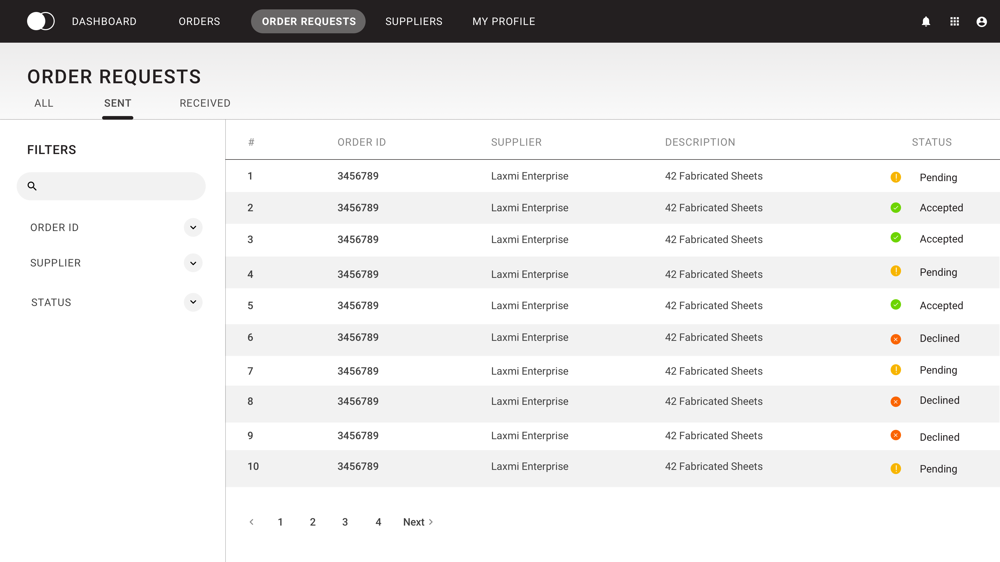 DASHBOARD ORDERS ORDER REQUESTS SUPPLIERS MY PROFILE
ORDER REQUESTS
ALL SENT RECEIVED
FILTERS
ORDER ID
SUPPLIER
STATUS
# ORDER ID SUPPLIER DESCRIPTION STATUS
1 3456789 Laxmi Enterprise 42 Fabricated Sheets Pending
2 3456789 Laxmi Enterprise 42 Fabricated Sheets Accepted
3 3456789 Laxmi Enterprise 42 Fabricated Sheets Accepted
4 3456789 Laxmi Enterprise 42 Fabricated Sheets Pending
5 3456789 Laxmi Enterprise 42 Fabricated Sheets Accepted
6 3456789 Laxmi Enterprise 42 Fabricated Sheets Declined
7 3456789 Laxmi Enterprise 42 Fabricated Sheets Pending
8 3456789 Laxmi Enterprise 42 Fabricated Sheets Declined
9 3456789 Laxmi Enterprise 42 Fabricated Sheets Declined
10 3456789 Laxmi Enterprise 42 Fabricated Sheets Pending
1 2 3 4 Next